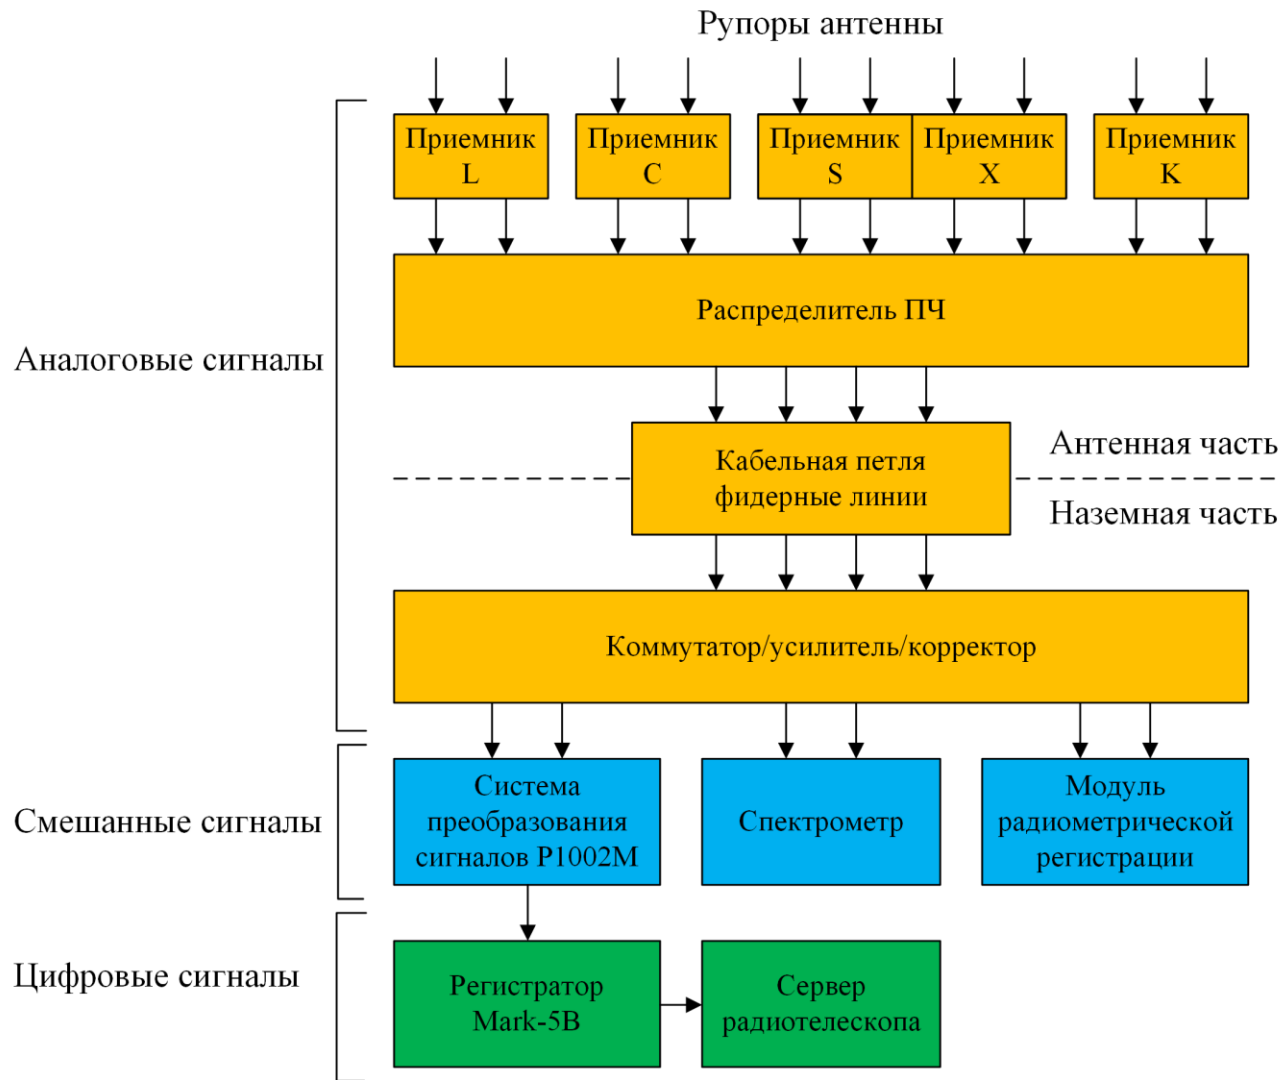 Рупоры антенны
Приемник
L
Приемник
C
Приемник
S
Приемник
X
Приемник
K
Распределитель ПЧ
Аналоговые сигналы
Кабельная петля
фидерные линии
Антенная часть
Наземная часть
Коммутатор/усилитель/корректор
Смешанные сигналы
Система
преобразования
сигналов Р1002М
Спектрометр
Модуль
радиометрической
регистрации
Цифровые сигналы
Регистратор
Mark-5B
Сервер
радиотелескопа